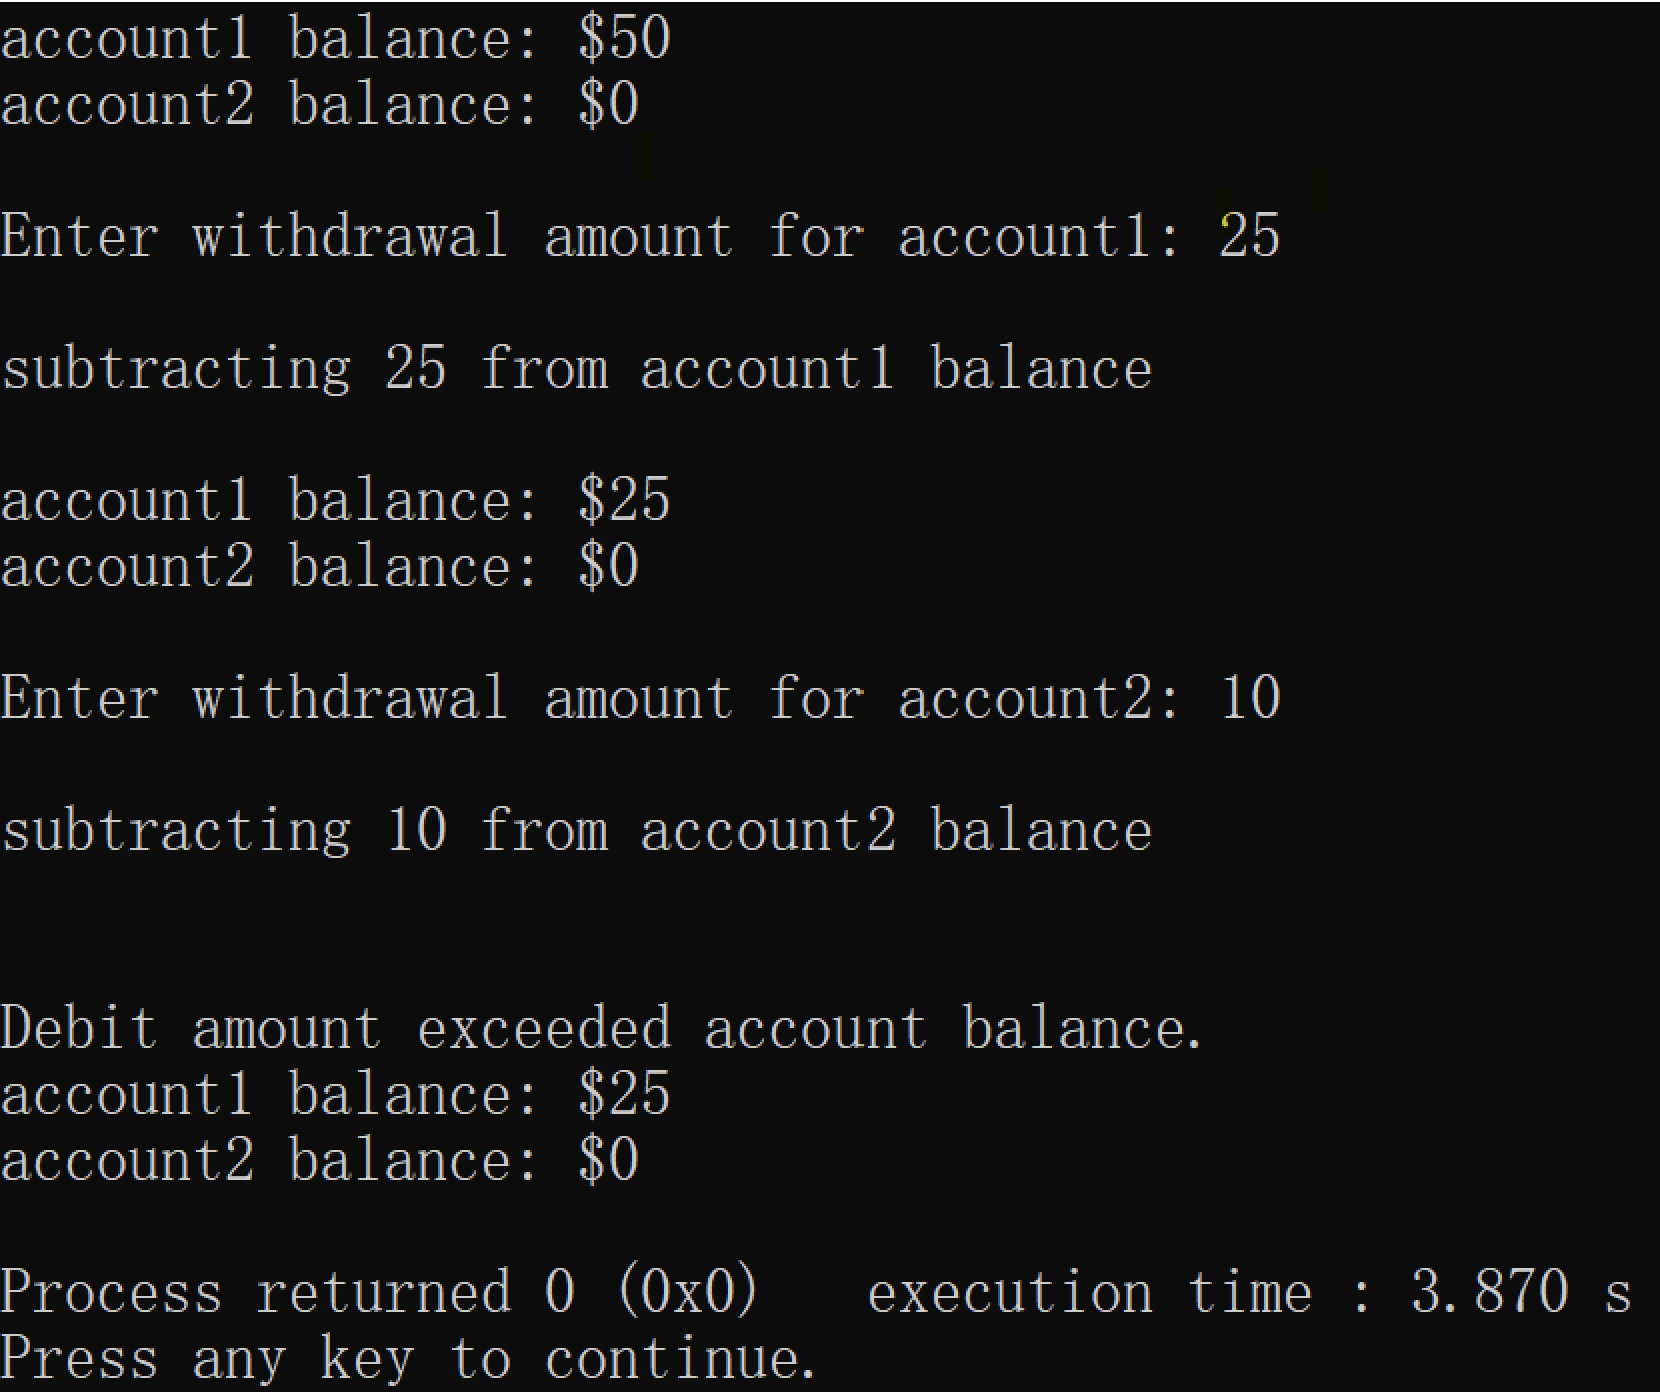 account1 balance: $50
account2 balance: $0
Enter withdrawal amount for account1: 25
subtracting 25 from account1 balance
account1 balance: $25
account2 balance: $0
Enter withdrawal amount for account2: 10
subtracting 10 from account2 balance
Debit amount exceeded account balance.
account1 balance: $25
account2 balance: $0
Process returned 0 (0x0)   execution time : 3.870 s
Press any key to continue.